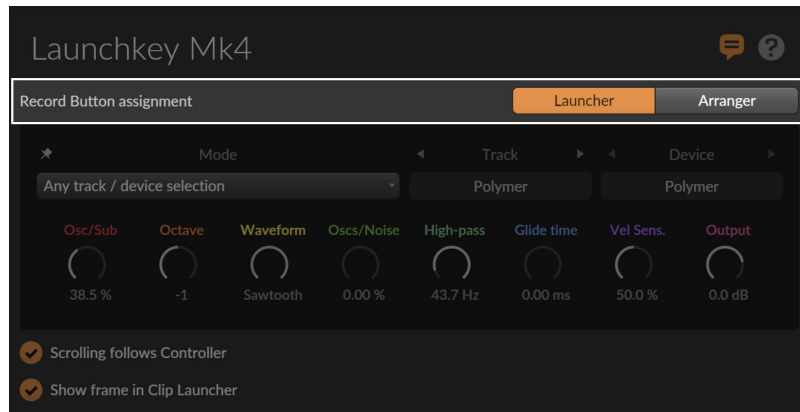 Launchkey Mk4
Record Button assignment Launcher Arranger
Mode Track Device
Any track / device selection Polymer Polymer
Osc/Sub Octave Waveform Oscs/Noise High-pass Glide time Vel Sens. Output
38.5 % -1 Sawtooth 0.00 % 43.7 Hz 0.00 ms 50.0 % 0.0 dB
Scrolling follows Controller
Show frame in Clip Launcher